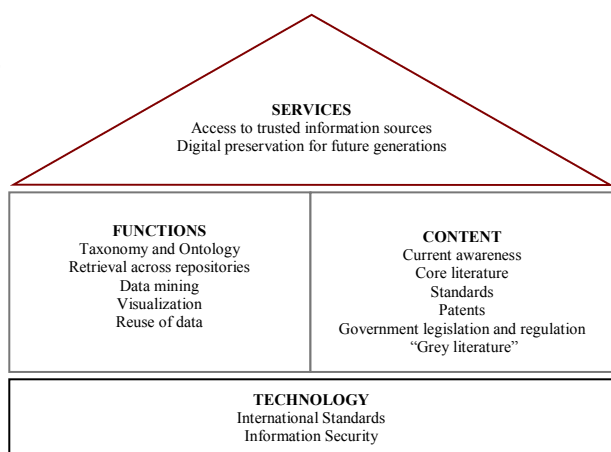 SERVICES
Access to trusted information sources
Digital preservation for future generations
FUNCTIONS
Taxonomy and Ontology
Retrieval across repositories
Data mining
Visualization
Reuse of data
CONTENT
Current awareness
Core literature
Standards
Patents
Government legislation and regulation
“Grey literature”
TECHNOLOGY
International Standards
Information Security